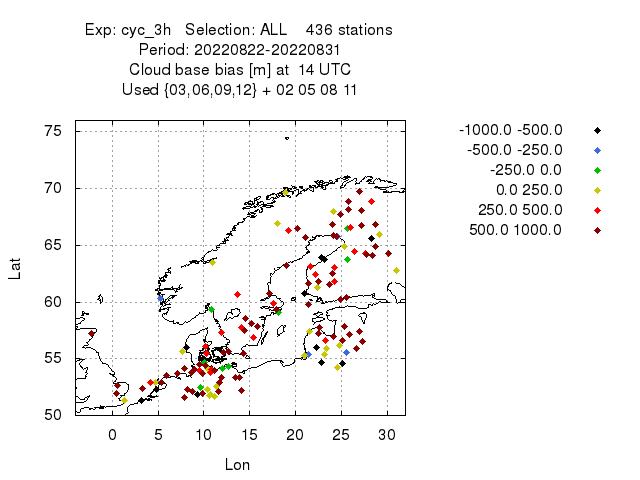 Exp: cyc_3h   Selection: ALL    436 stations
Period: 20220822-20220831
Cloud base bias [m] at  14 UTC
Used {03,06,09,12} + 02 05 08 11
-1000.0 -500.0
-500.0 -250.0
-250.0 0.0
0.0 250.0
250.0 500.0
500.0 1000.0
75
70
65
60
55
50
Lat
0 5 10 15 20 25 30
Lon